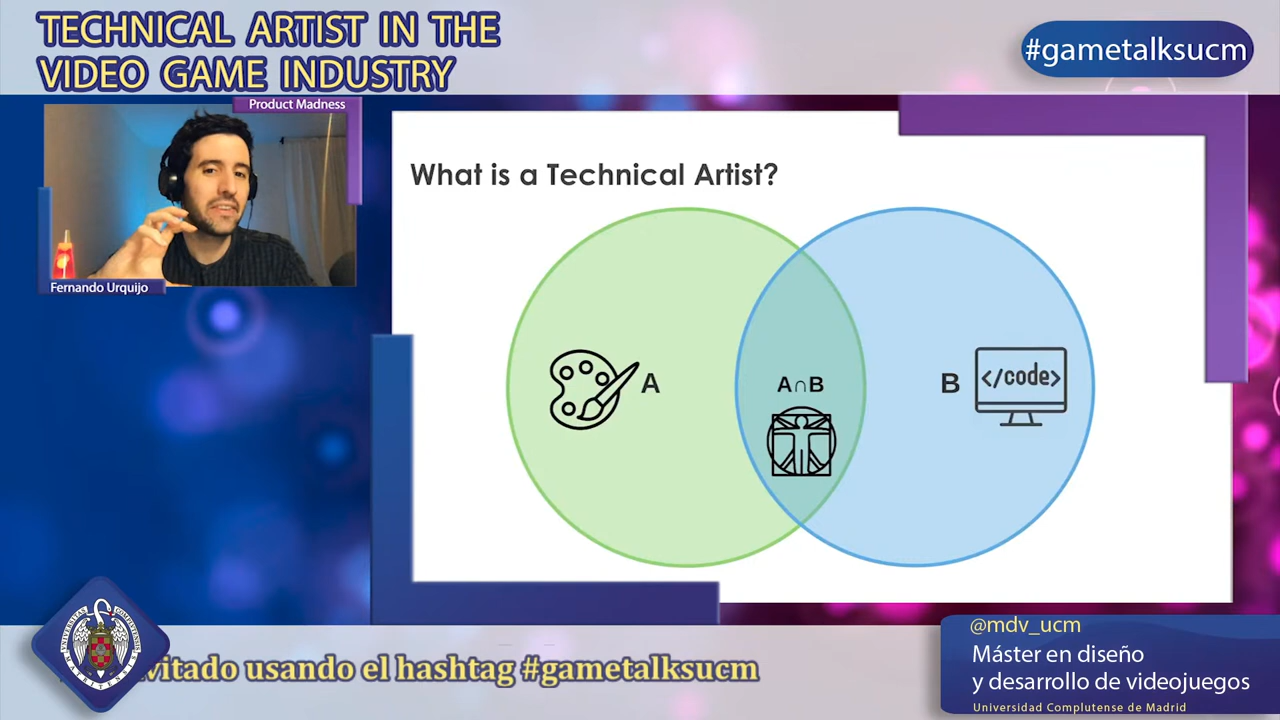 TECHNICAL ARTIST IN THE
VIDEO GAME INDUSTRY
#gametalksucm
Product Madness
Fernando Urquijo
What is a Technical Artist?
A
A∩B
B
</code>
vitado usando el hashtag #gametalksucm
@mdv_ucm
Máster en diseño
y desarrollo de videojuegos
Universidad Complutense de Madrid